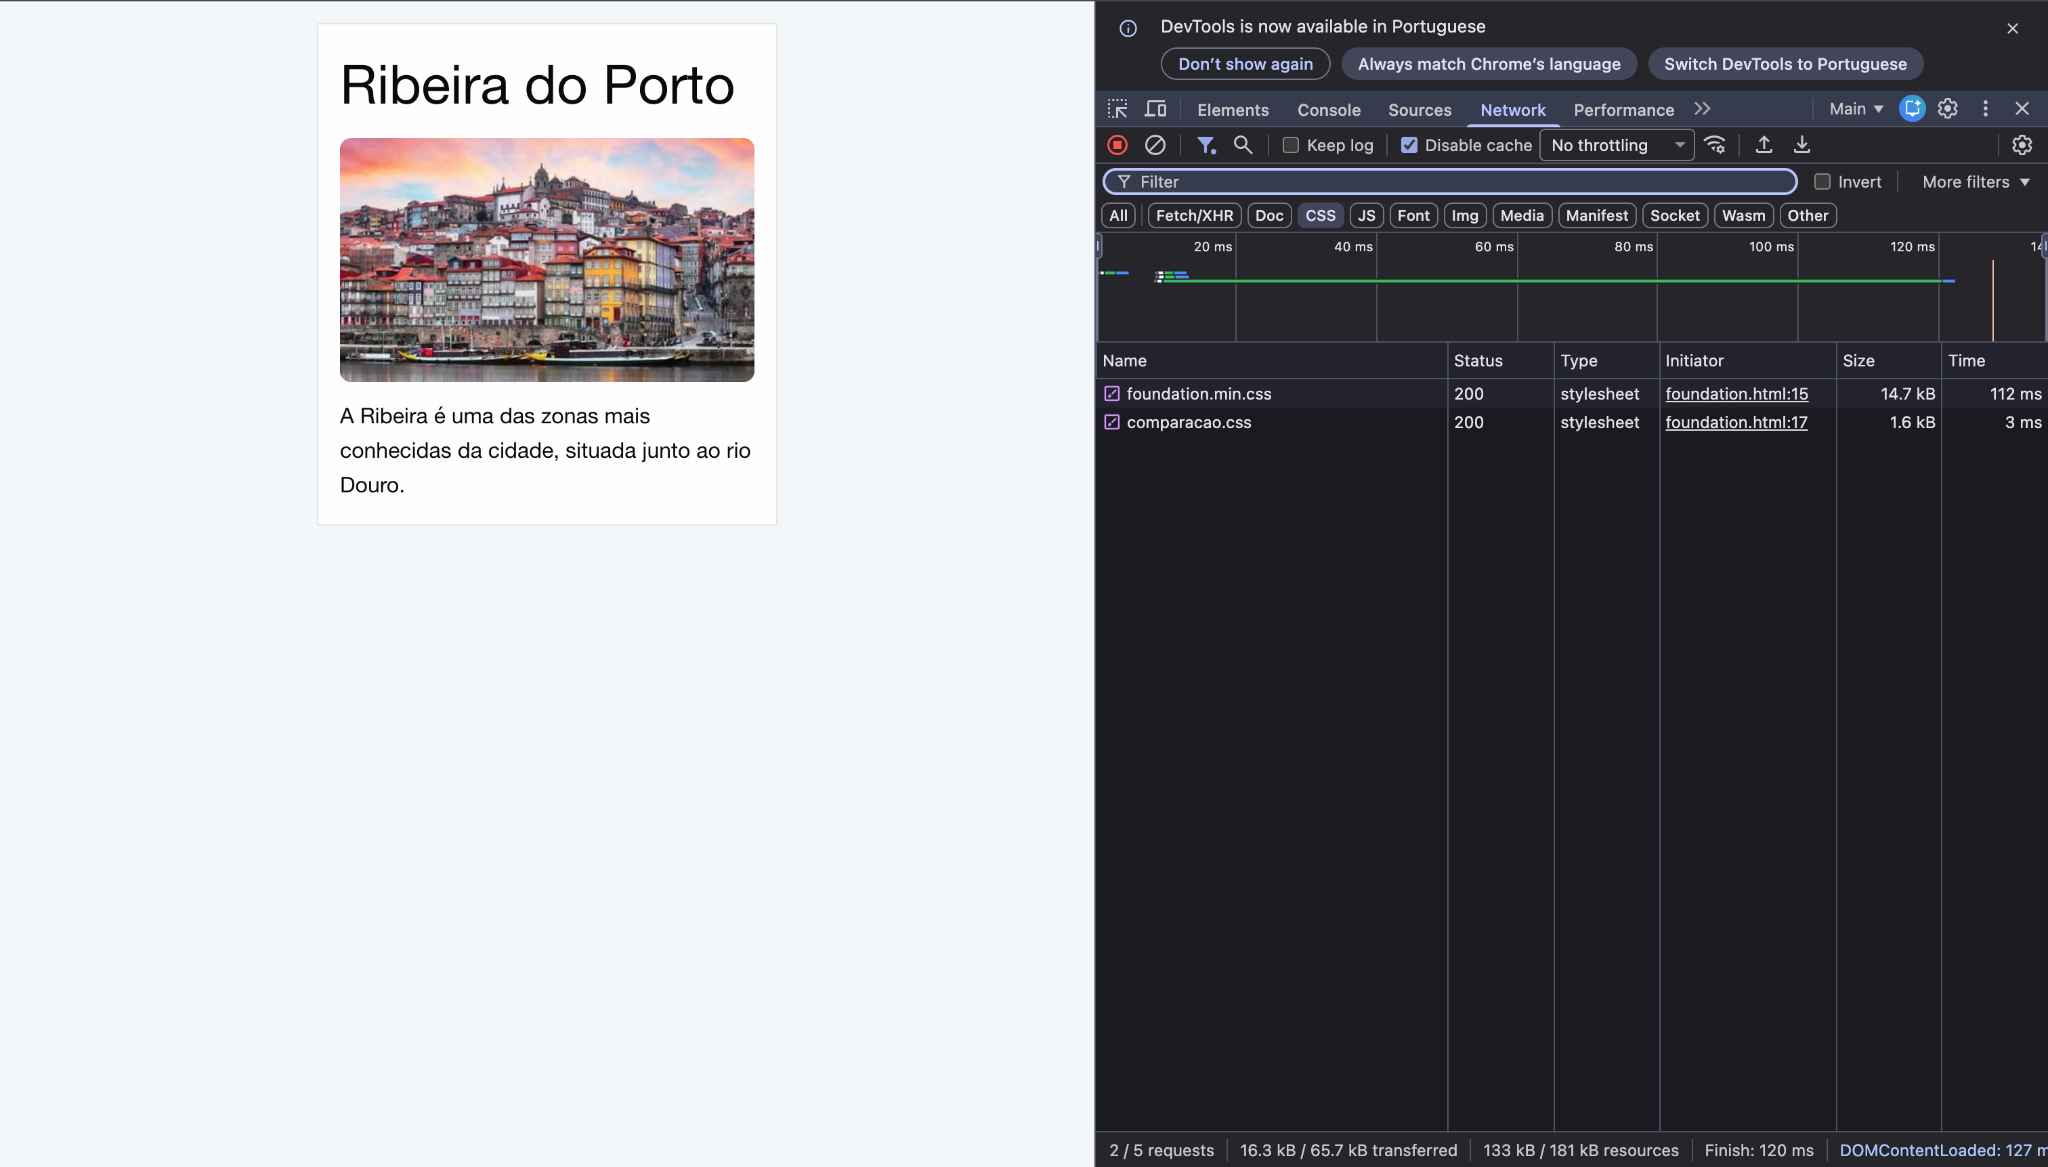 Ribeira do Porto
A Ribeira é uma das zonas mais
conhecidas da cidade, situada junto ao rio
Douro.
DevTools is now available in Portuguese
Don't show again
Always match Chrome's language
Switch DevTools to Portuguese
Elements
Console
Sources
Network
Performance
Main
Keep log
Disable cache
No throttling
Filter
Invert
More filters
All
Fetch/XHR
Doc
CSS
JS
Font
Img
Media
Manifest
Socket
Wasm
Other
20 ms
40 ms
60 ms
80 ms
100 ms
120 ms
Name Status Type Initiator Size Time
foundation.min.css 200 stylesheet foundation.html:15 14.7 kB 112 ms
comparacao.css 200 stylesheet foundation.html:17 1.6 kB 3 ms
2 / 5 requests
16.3 kB / 65.7 kB transferred
133 kB / 181 kB resources
Finish: 120 ms
DOMContentLoaded: 127 m